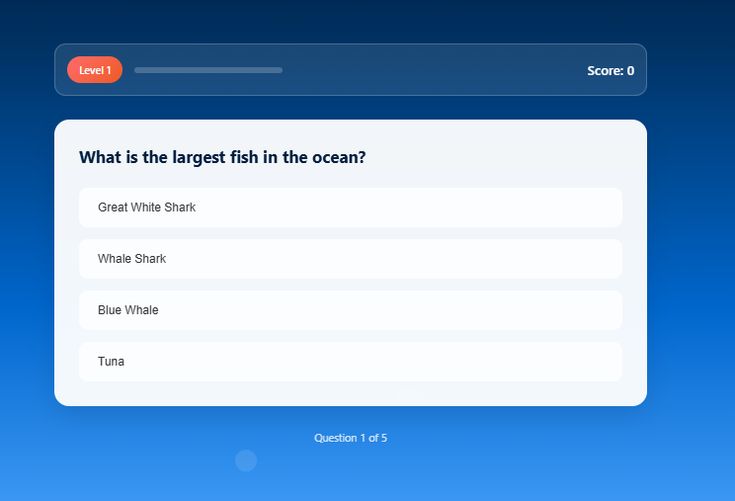 Level 1
Score: 0
What is the largest fish in the ocean?
Great White Shark
Whale Shark
Blue Whale
Tuna
Question 1 of 5